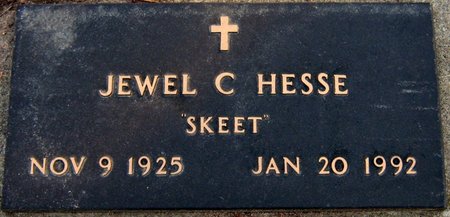 JEWEL C HESSE
"SKEET"
NOV 9 1925 JAN 20 1992